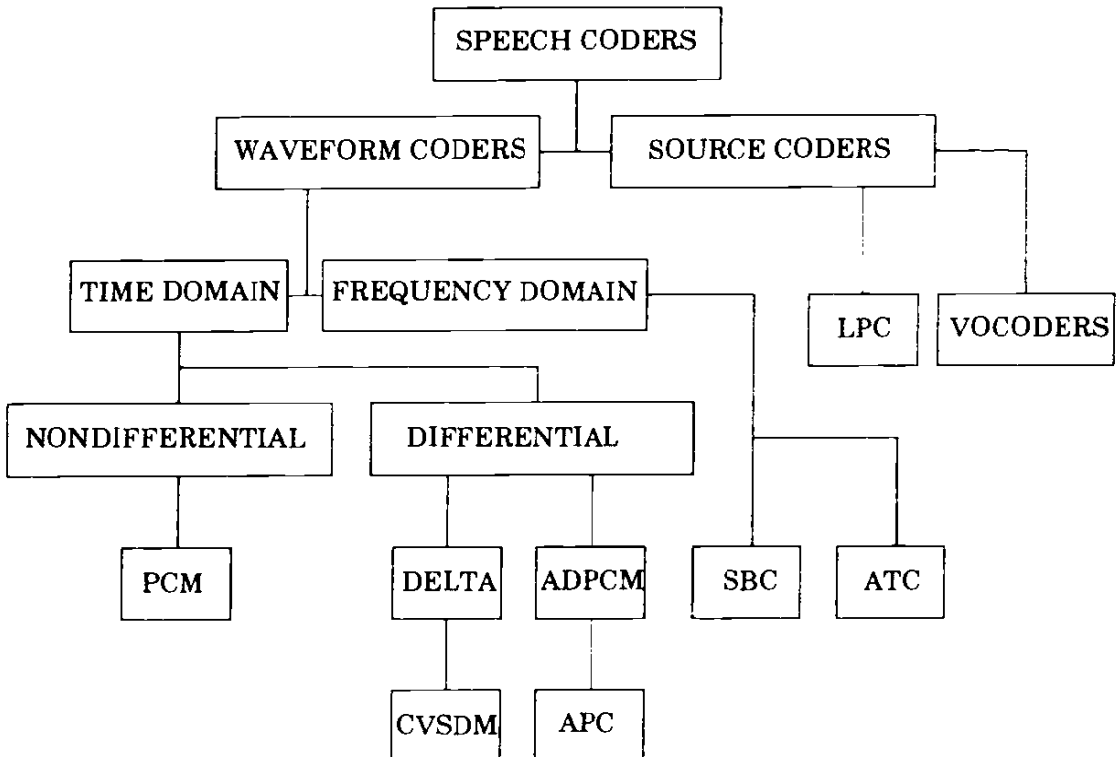 SPEECH CODERS
WAVEFORM CODERS
SOURCE CODERS
TIME DOMAIN
FREQUENCY DOMAIN
LPC
VOCODERS
NONDIFFERENTIAL
DIFFERENTIAL
PCM
DELTA
ADPCM
SBC
ATC
CVSDM
APC